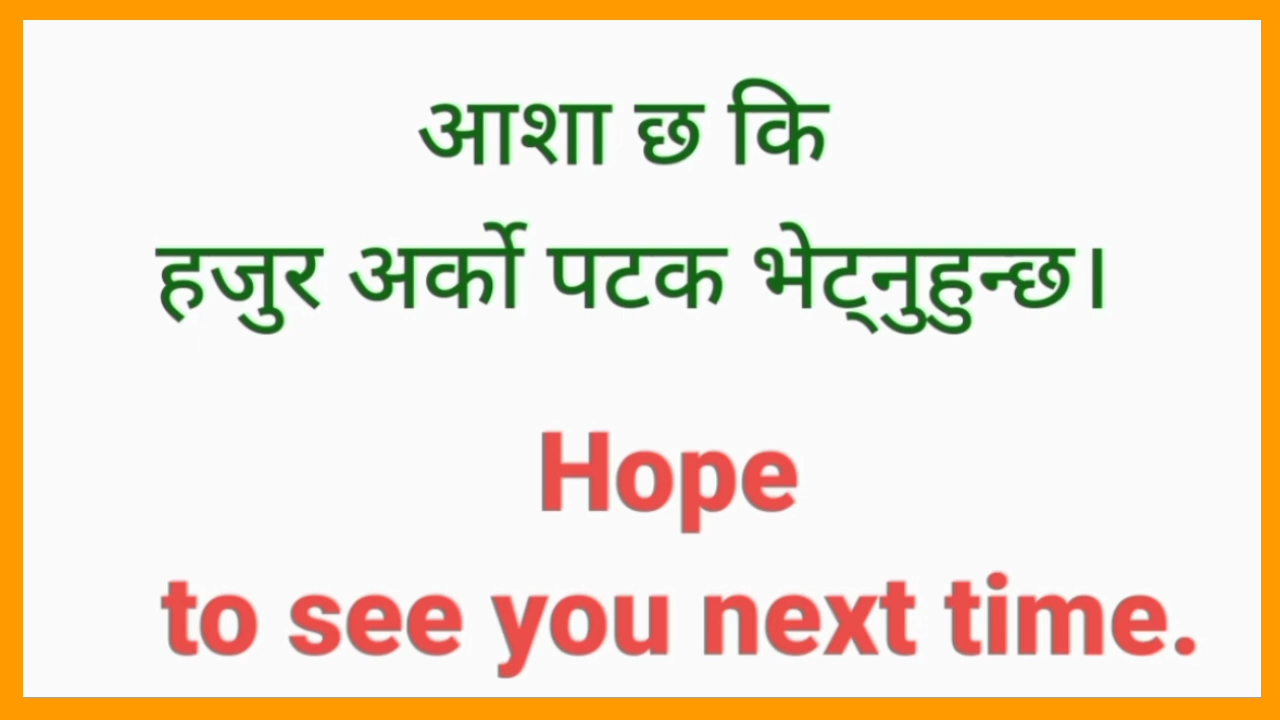 आशा छ कि
हजुर अर्को पटक भेट्नुहुन्छ।
Hope
to see you next time.